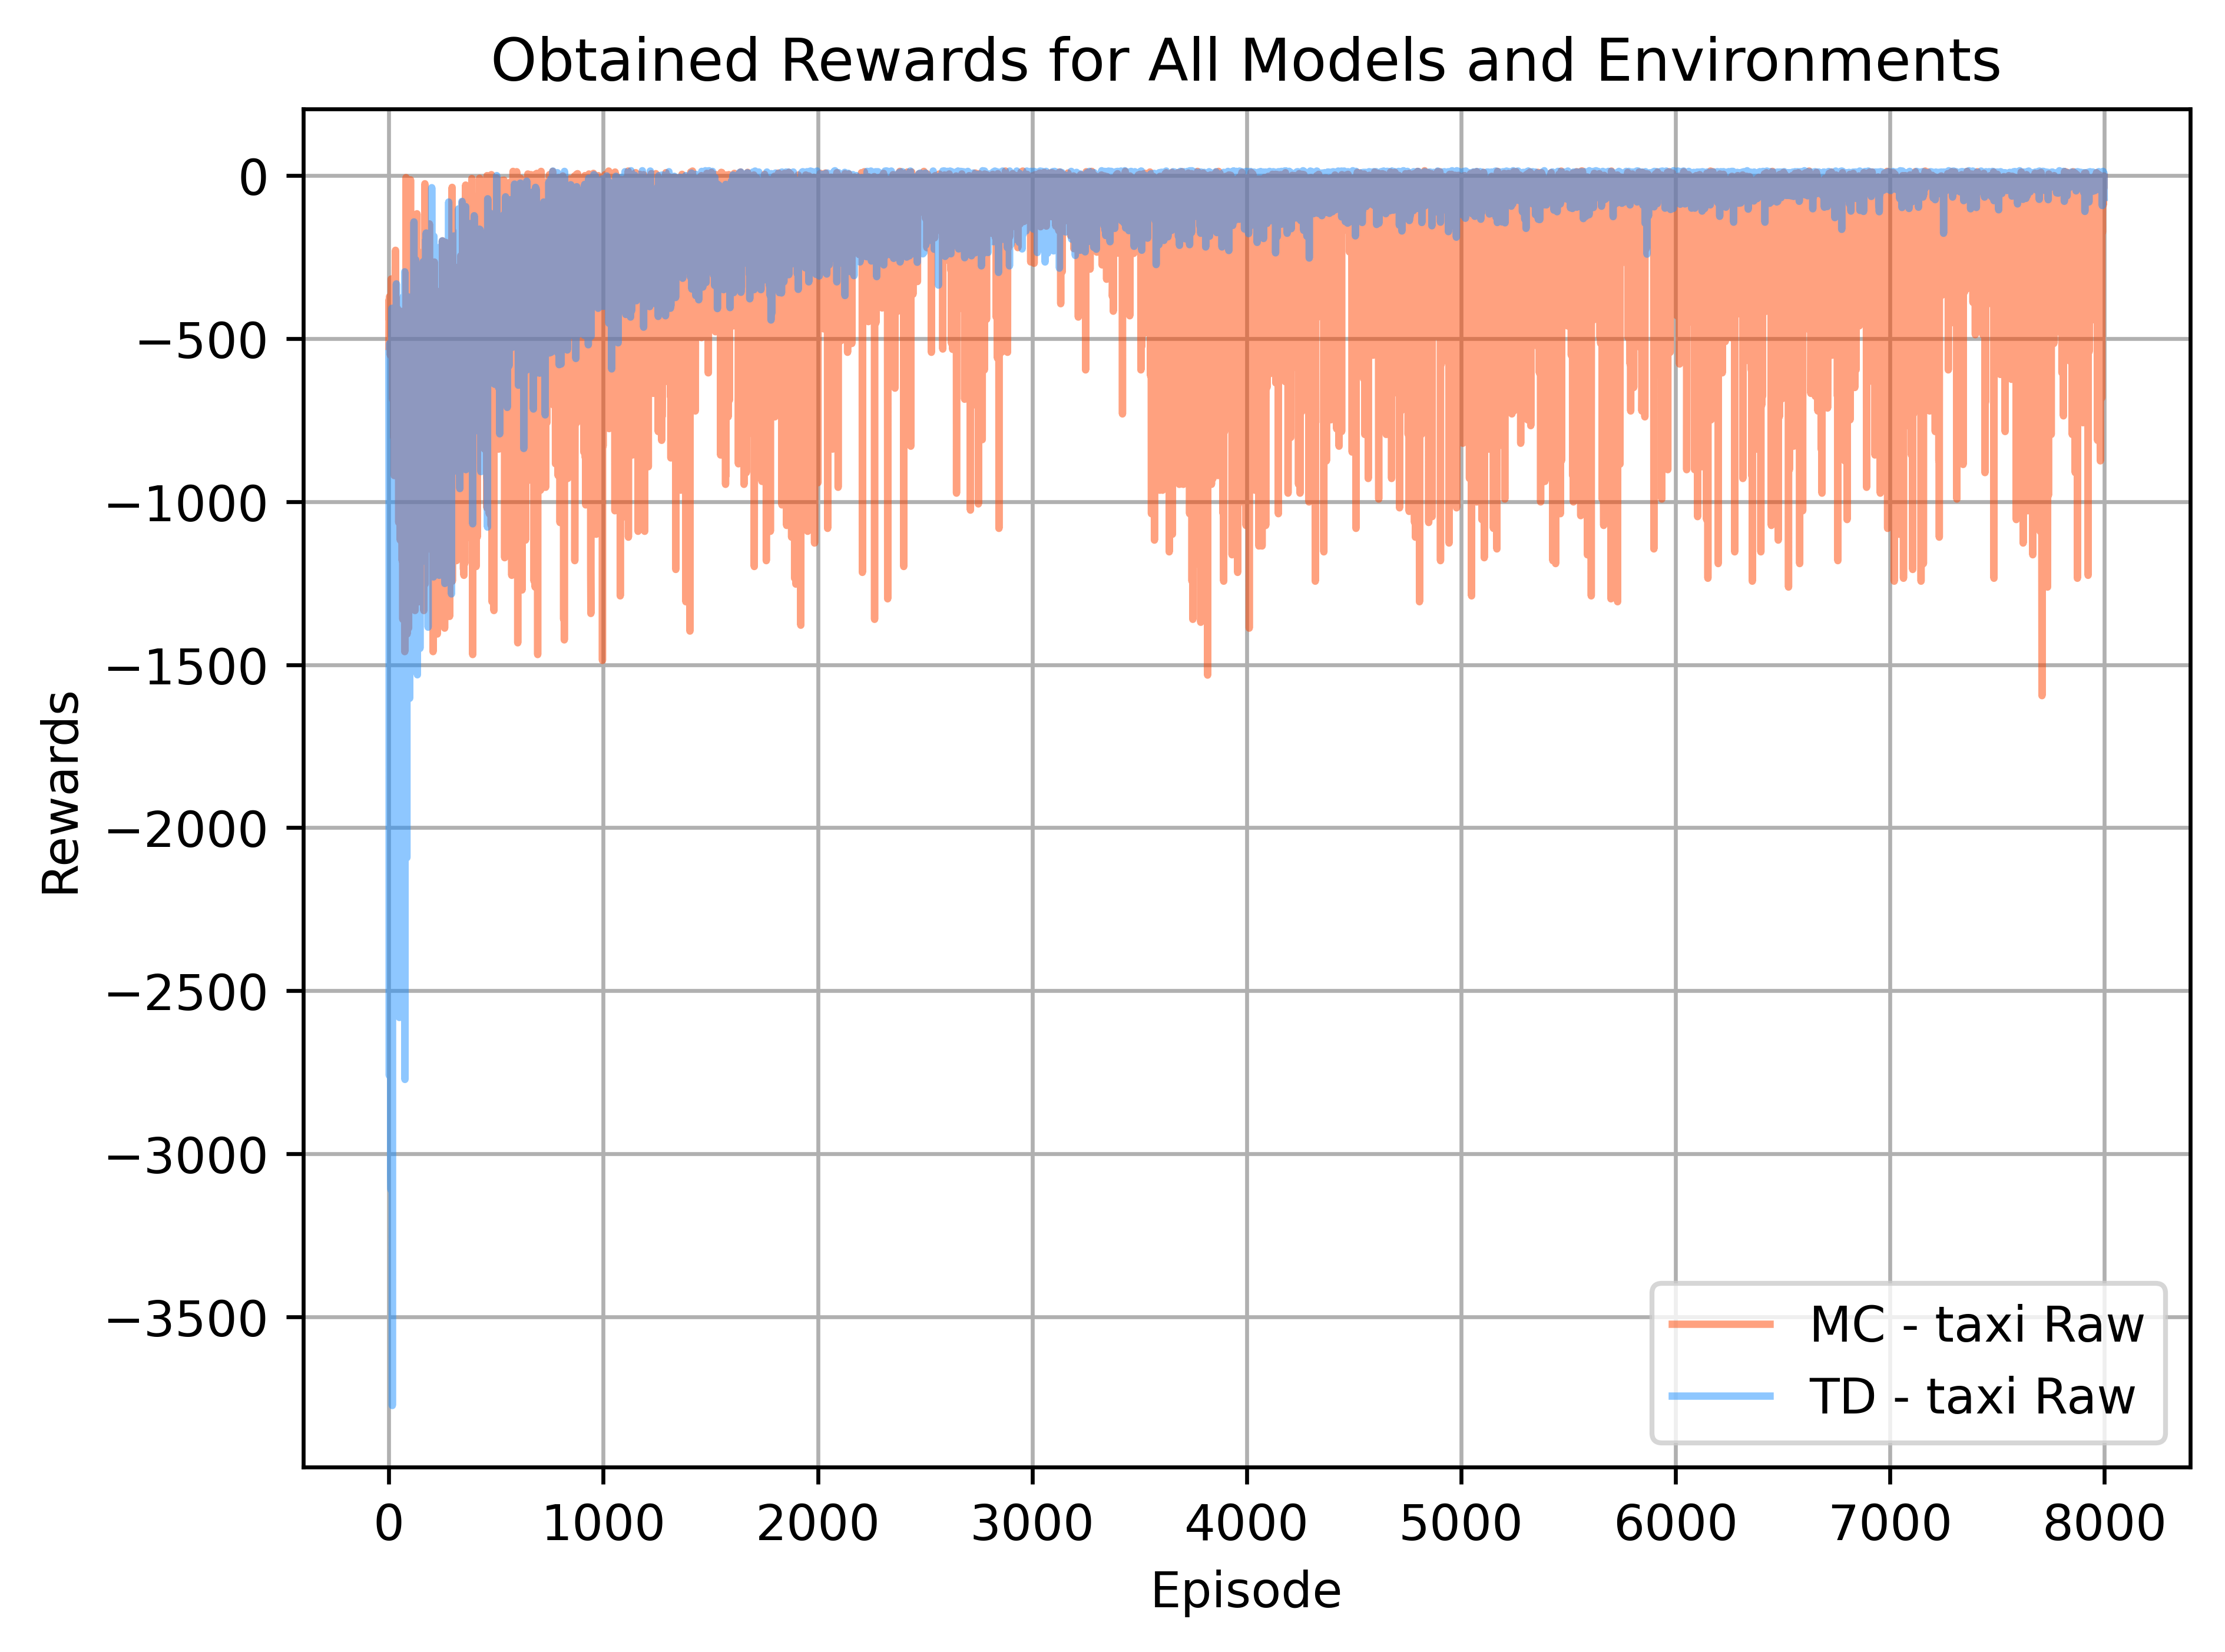 Obtained Rewards for All Models and Environments
0
−500
−1000
−1500
−2000
−2500
−3000
−3500
Rewards
0 1000 2000 3000 4000 5000 6000 7000 8000
Episode
MC - taxi Raw
TD - taxi Raw